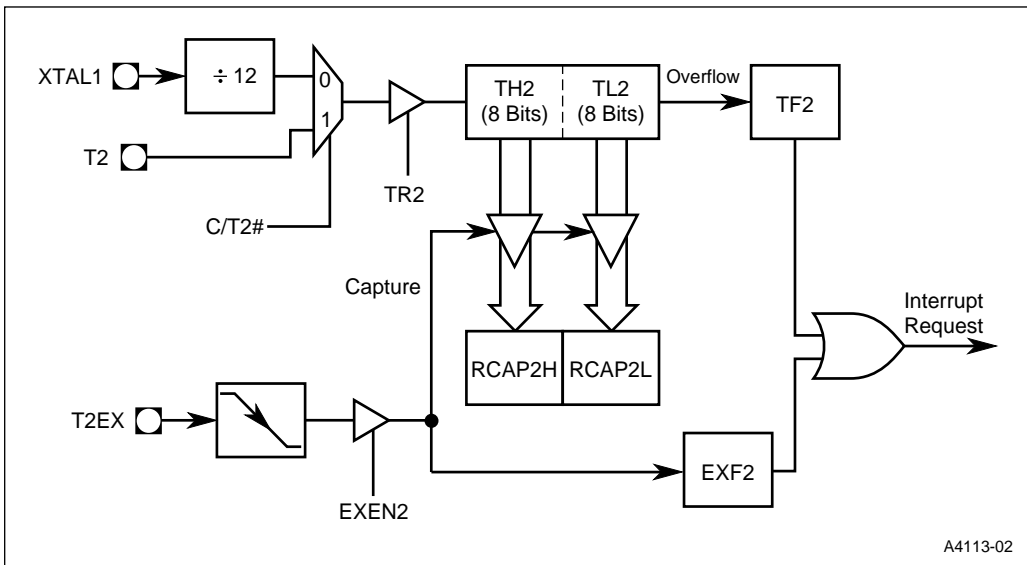 XTAL1
÷ 12
0
1
T2
C/T2#
TR2
TH2
(8 Bits)
TL2
(8 Bits)
Overflow
TF2
Capture
RCAP2H
RCAP2L
Interrupt
Request
T2EX
EXEN2
EXF2
A4113-02